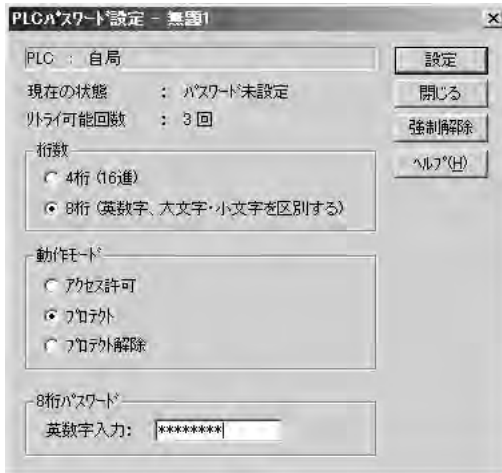 PLCﾊﾟｽﾜｰﾄﾞ設定 - 無題1
PLC : 自局
設定
現在の状態 : ﾊﾟｽﾜｰﾄﾞ未設定
閉じる
ﾘﾄﾗｲ可能回数 : 3 回
強制解除
桁数
ﾍﾙﾌﾟ(H)
4桁 (16進)
8桁 (英数字、大文字･小文字を区別する)
動作ﾓｰﾄﾞ
ｱｸｾｽ許可
ﾌﾟﾛﾃｸﾄ
ﾌﾟﾛﾃｸﾄ解除
8桁ﾊﾟｽﾜｰﾄﾞ
英数字入力: ********